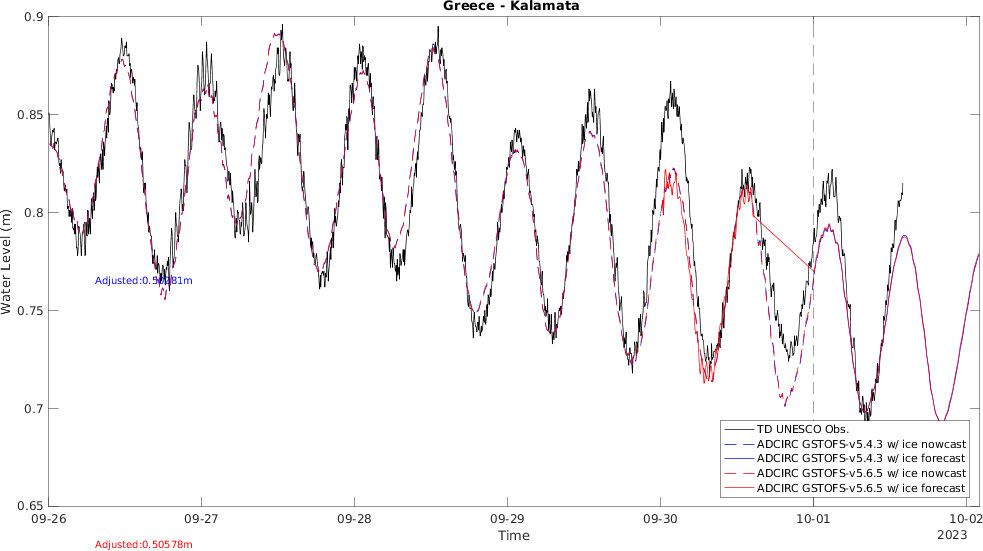 Greece - Kalamata
0.9
0.85
0.8
0.75
0.7
0.65
Water Level (m)
Adjusted:0.50281m
TD UNESCO Obs.
ADCIRC GSTOFS-v5.4.3 w/ ice nowcast
ADCIRC GSTOFS-v5.4.3 w/ ice forecast
ADCIRC GSTOFS-v5.6.5 w/ ice nowcast
ADCIRC GSTOFS-v5.6.5 w/ ice forecast
09-26 09-27 09-28 09-29 09-30 10-01 10-02
Time
2023
Adjusted:0.50578m